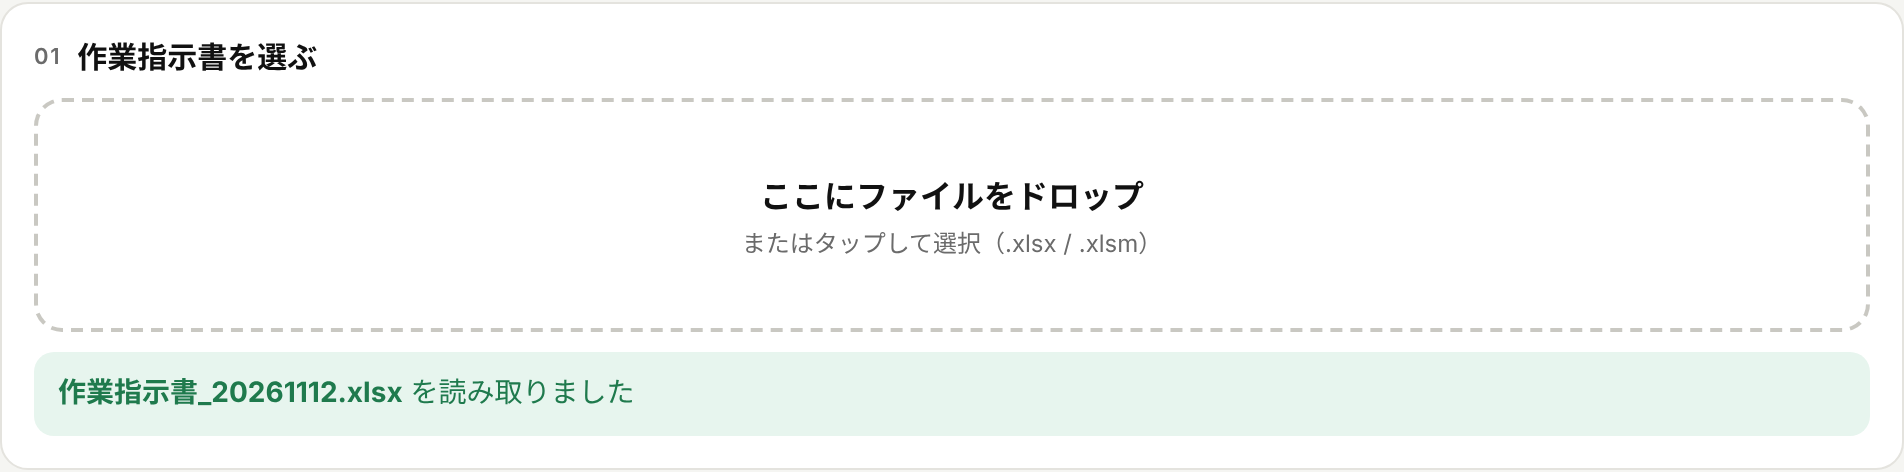 01 作業指示書を選ぶ
ここにファイルをドロップ
またはタップして選択（.xlsx / .xlsm）
作業指示書_20261112.xlsx を読み取りました